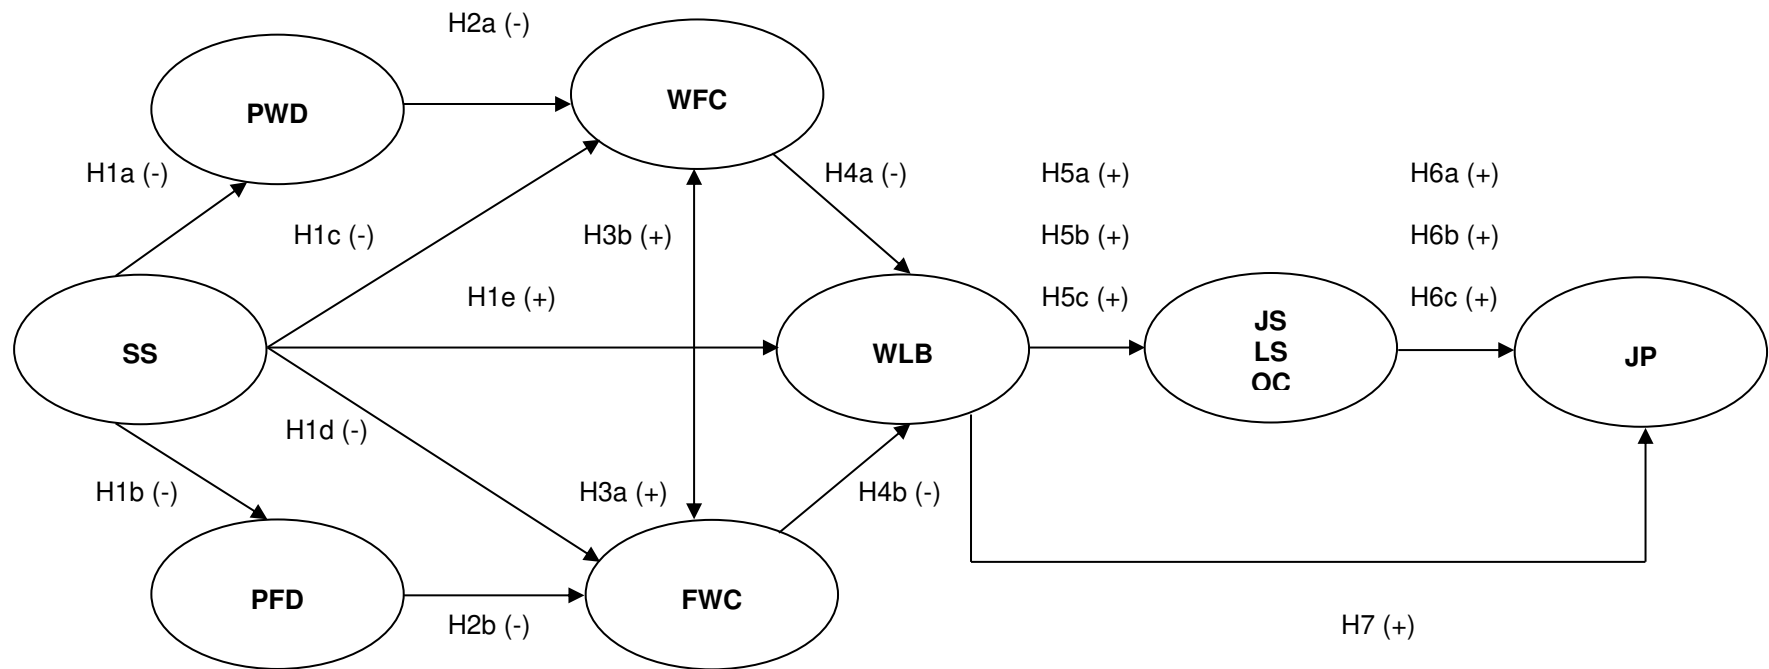 H2a (-)
PWD
WFC
H1a (-)
H4a (-)
H5a (+)
H6a (+)
H1c (-)
H3b (+)
H5b (+)
H6b (+)
H1e (+)
H5c (+)
H6c (+)
SS
WLB
JS
LS
OC
JP
H1d (-)
H1b (-)
H3a (+)
H4b (-)
PFD
FWC
H2b (-)
H7 (+)